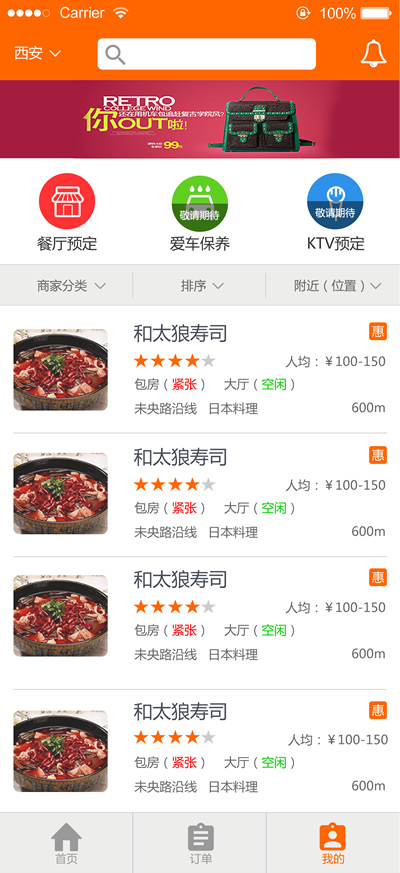 Carrier 100%
西安
RETRO
COLLEGE WIND
还在用机车包追赶复古学院风?
你OUT啦!
99
餐厅预定
敬请期待
爱车保养
敬请期待
KTV预定
商家分类 排序 附近（位置）
和太狼寿司 惠
人均：￥100-150
包房（紧张） 大厅（空闲）
未央路沿线 日本料理 600m
和太狼寿司 惠
人均：￥100-150
包房（紧张） 大厅（空闲）
未央路沿线 日本料理 600m
和太狼寿司 惠
人均：￥100-150
包房（紧张） 大厅（空闲）
未央路沿线 日本料理 600m
和太狼寿司 惠
人均：￥100-150
包房（紧张） 大厅（空闲）
未央路沿线 日本料理 600m
首页 订单 我的